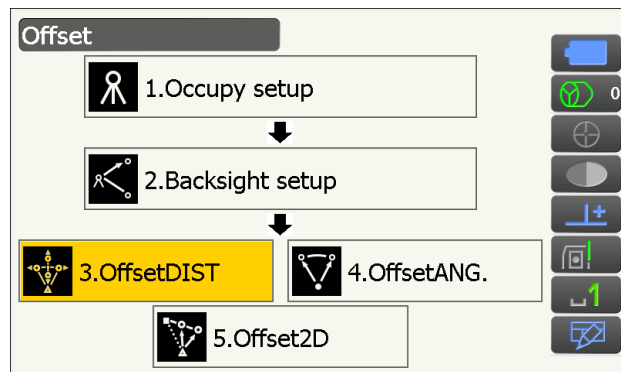 Offset
1.Occupy setup
0
2.Backsight setup
3.OffsetDIST
4.OffsetANG.
1
5.Offset2D